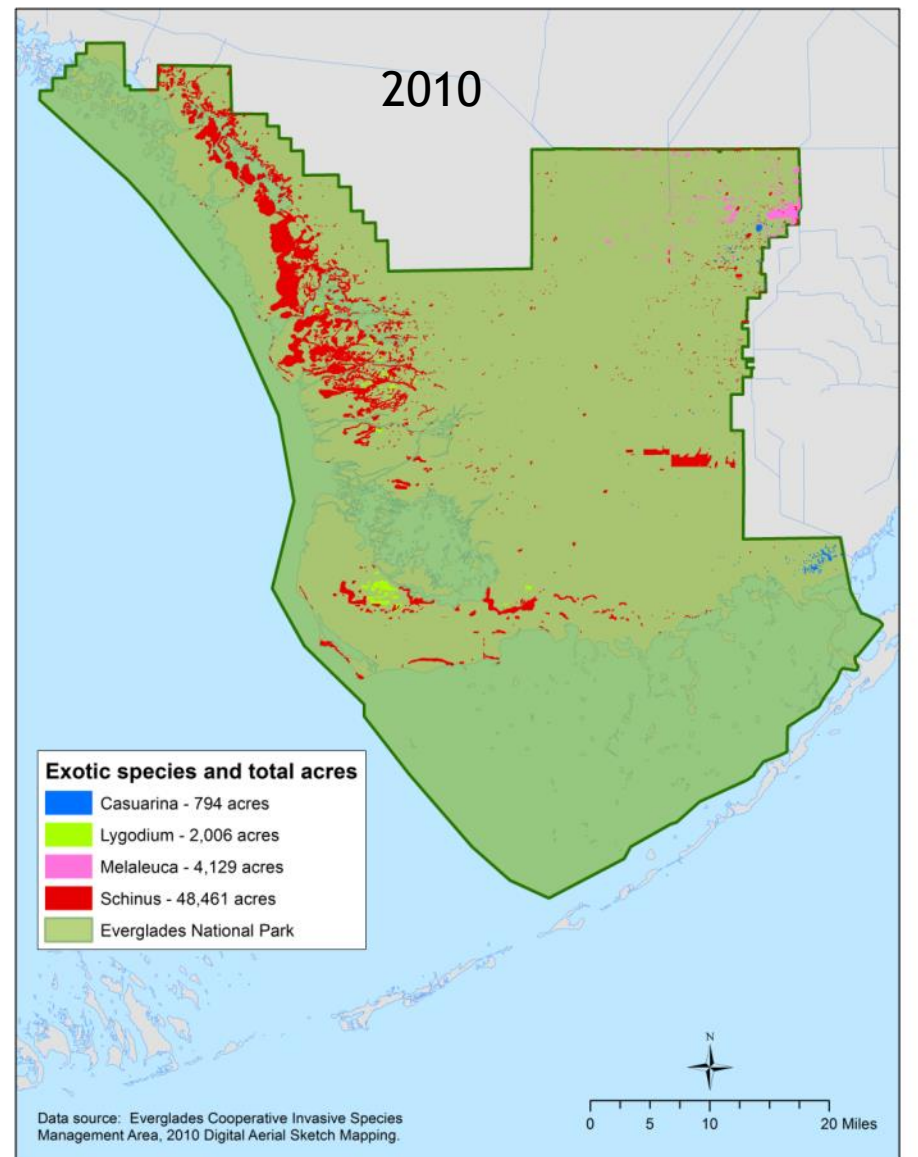 2010
Exotic species and total acres
Casuarina - 794 acres
Lygodium - 2,006 acres
Melaleuca - 4,129 acres
Schinus - 48,461 acres
Everglades National Park
N
Data source: Everglades Cooperative Invasive Species
Management Area, 2010 Digital Aerial Sketch Mapping.
0 5 10 20 Miles